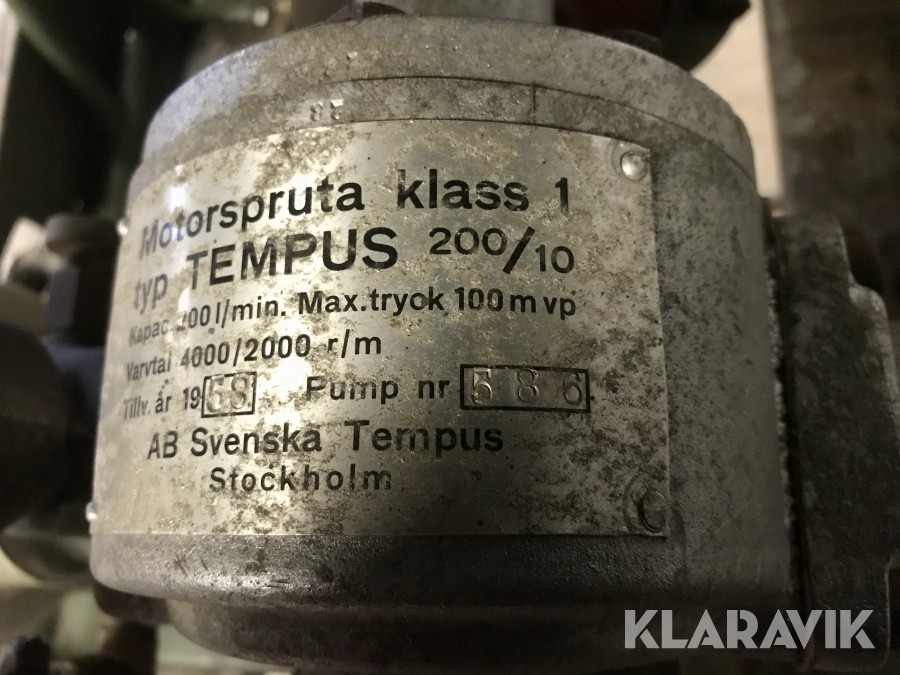 Motorspruta klass 1
typ TEMPUS 200/10
Kapac. 200 l/min. Max.tryck 100 m vp
Varvtal 4000/2000 r/m
Tillv. år 1958 Pump nr 586.
AB Svenska Tempus
Stockholm
KLARAVIK